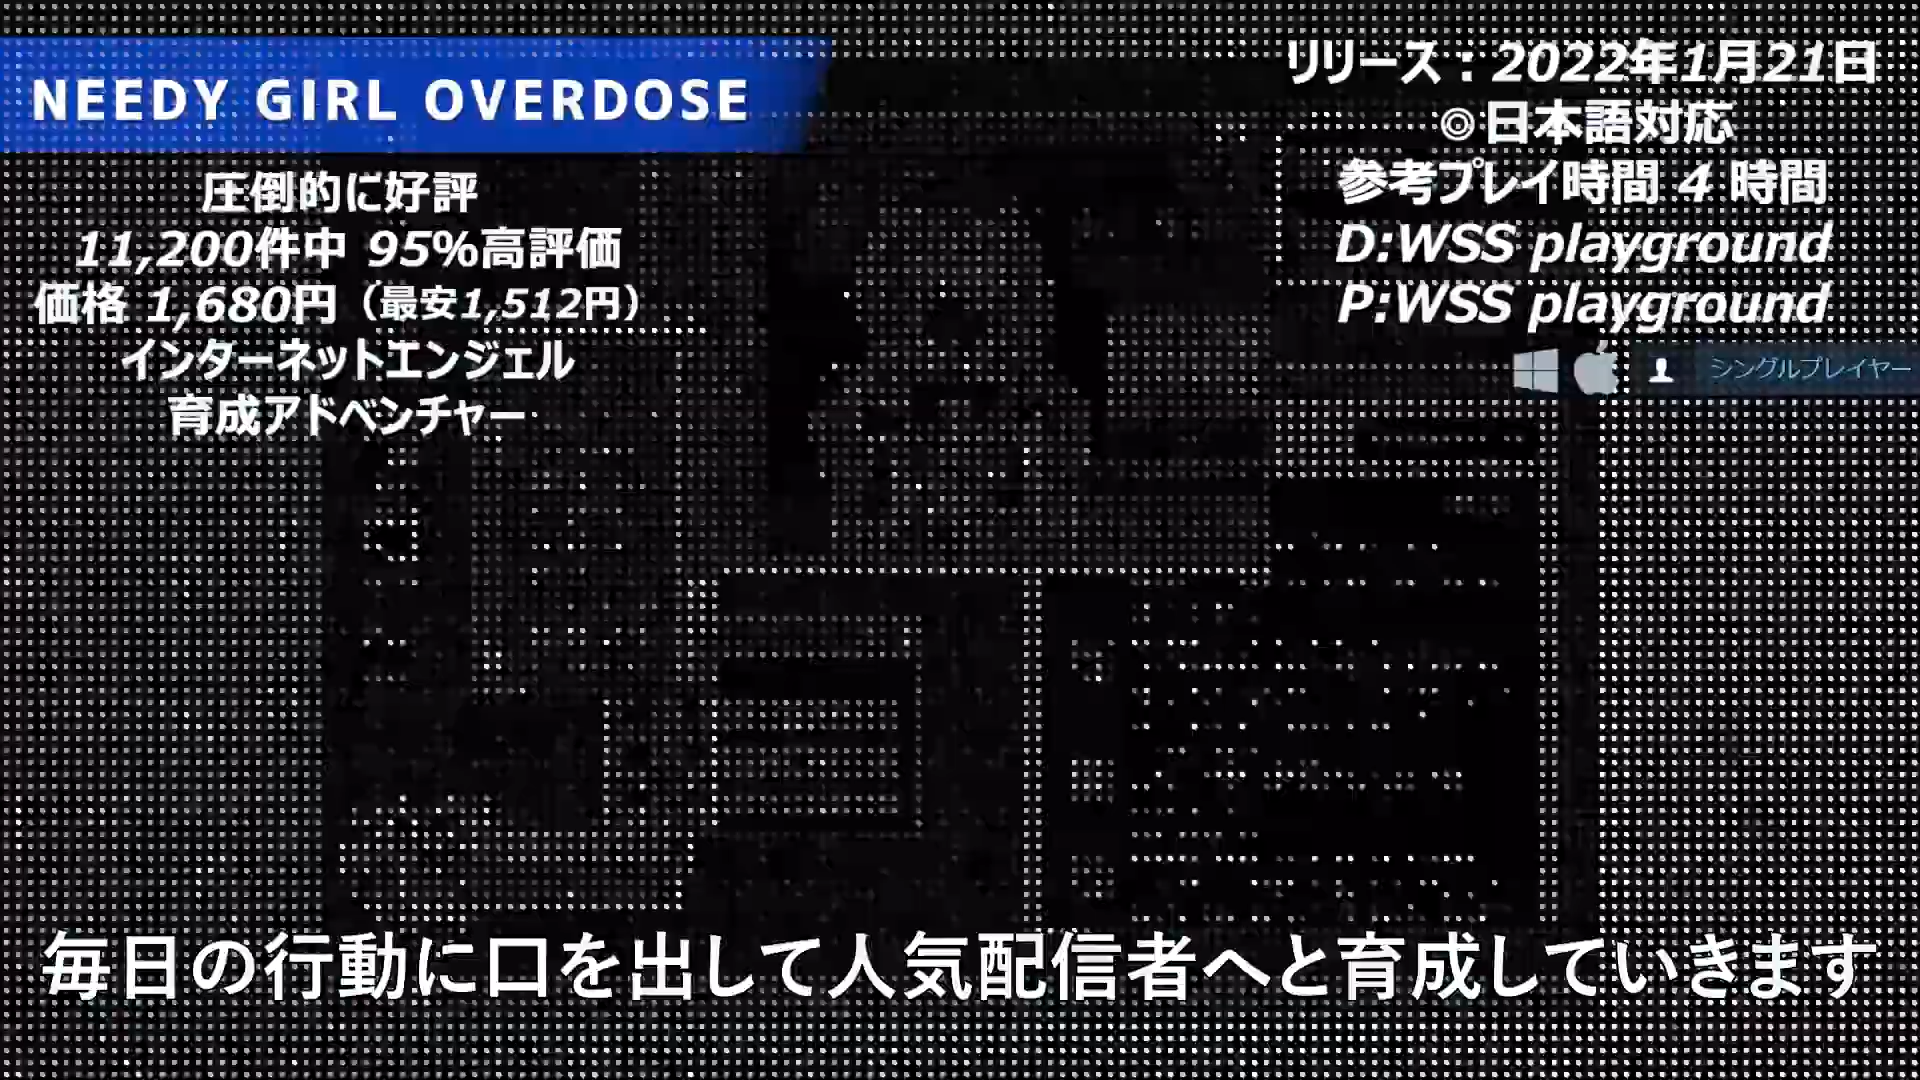 NEEDY GIRL OVERDOSE
圧倒的に好評
11,200件中 95%高評価
価格 1,680円（最安1,512円）
インターネットエンジェル
育成アドベンチャー
リリース：2022年1月21日
◎日本語対応
参考プレイ時間 4 時間
D:WSS playground
P:WSS playground
シングルプレイヤー
毎日の行動に口を出して人気配信者へと育成していきます